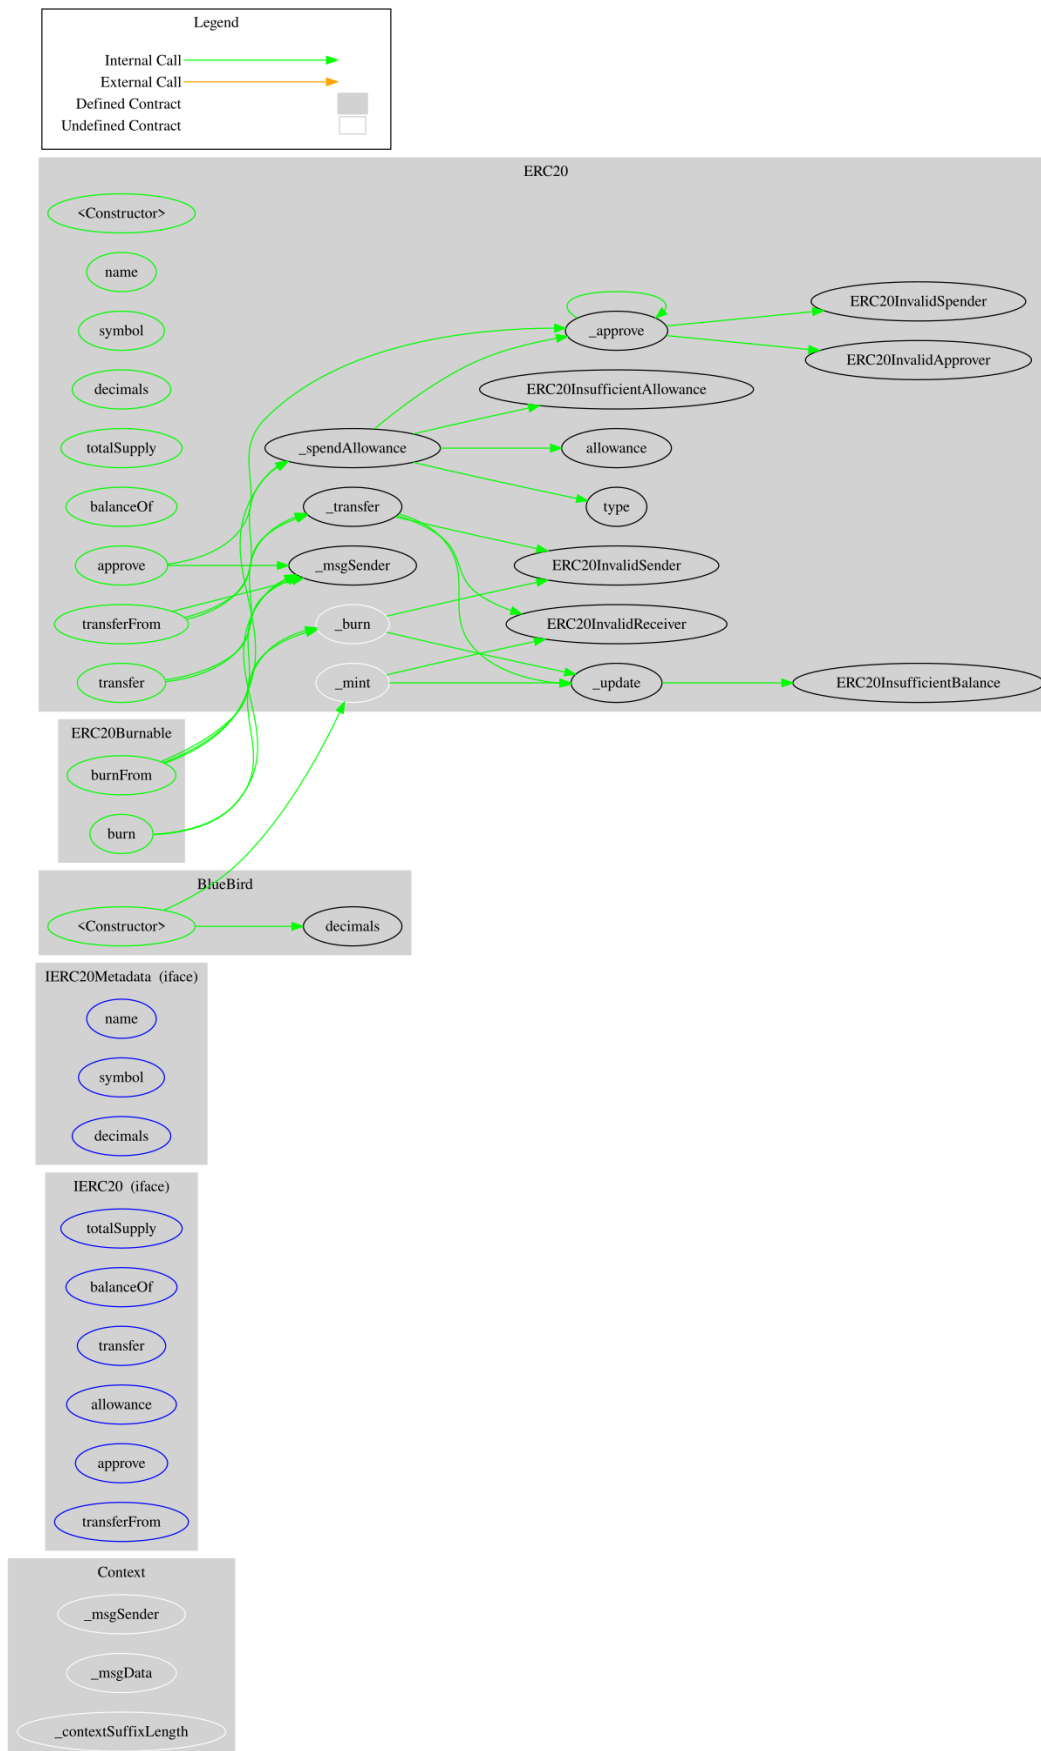 Legend
Internal Call
External Call
Defined Contract
Undefined Contract
ERC20
<Constructor>
name
symbol
decimals
totalSupply
balanceOf
approve
transferFrom
transfer
_spendAllowance
_transfer
_msgSender
_burn
_mint
_approve
ERC20InsufficientAllowance
allowance
type
ERC20InvalidSender
ERC20InvalidReceiver
_update
ERC20InvalidSpender
ERC20InvalidApprover
ERC20InsufficientBalance
ERC20Burnable
burnFrom
burn
BlueBird
<Constructor>
decimals
IERC20Metadata (iface)
name
symbol
decimals
IERC20 (iface)
totalSupply
balanceOf
transfer
allowance
approve
transferFrom
Context
_msgSender
_msgData
_contextSuffixLength